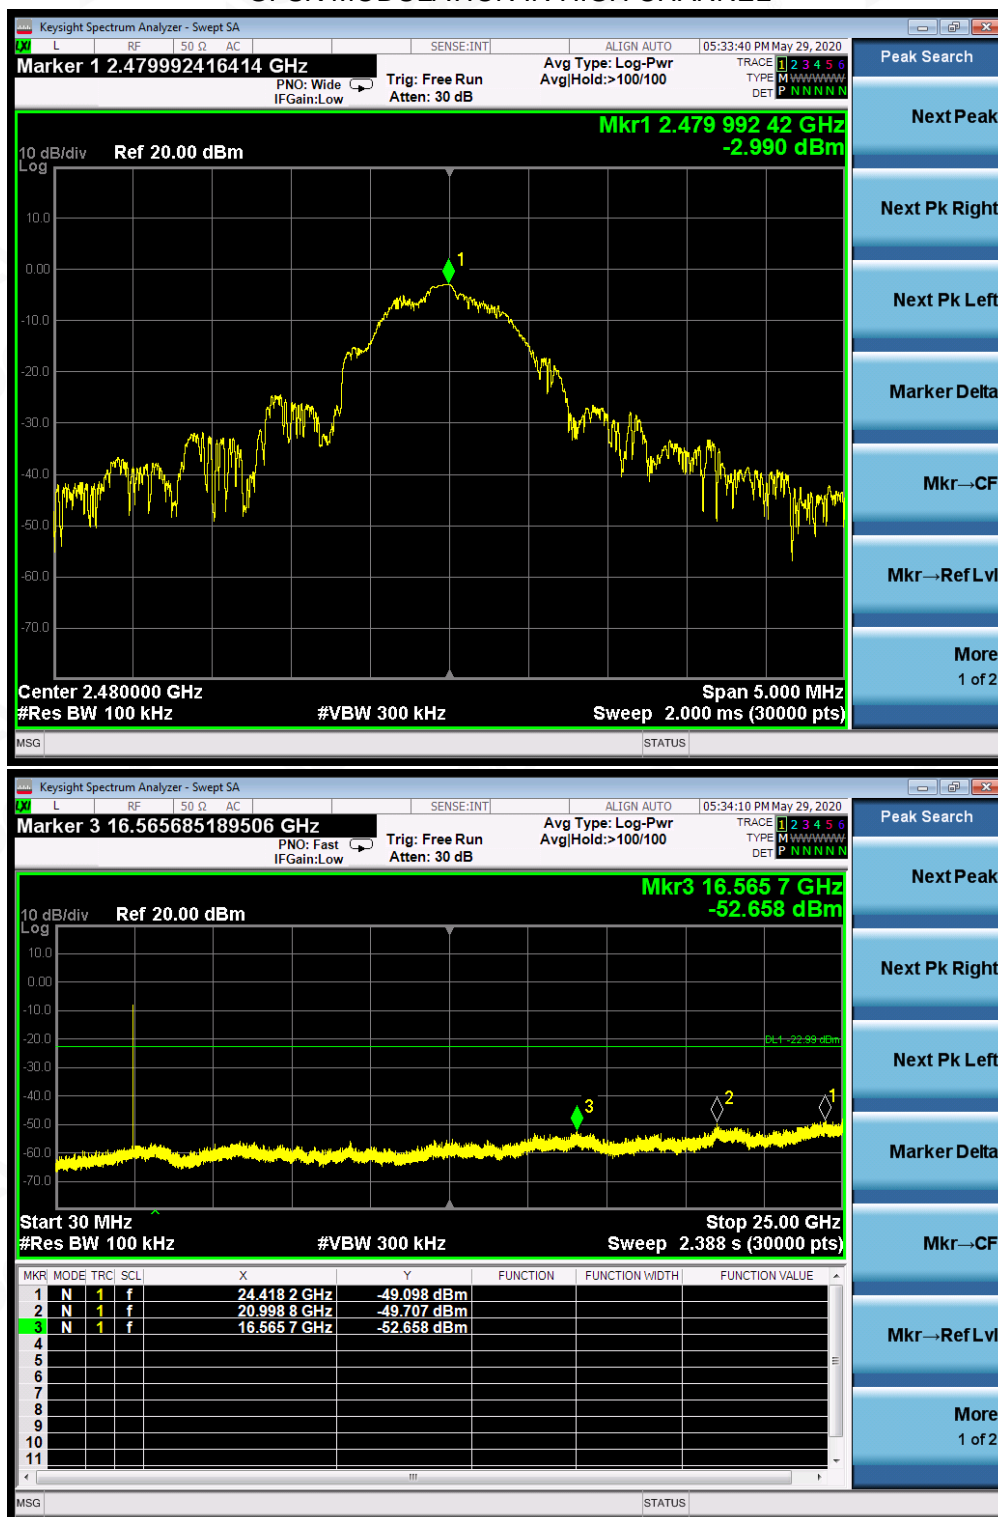 Keysight Spectrum Analyzer - Swept SA
LXI L RF 50 Ω AC SENSE:INT ALIGN AUTO 05:33:40 PM May 29, 2020
Marker 1 2.479992416414 GHz
PNO: Wide
IFGain:Low
Trig: Free Run
Atten: 30 dB
Avg Type: Log-Pwr
Avg|Hold:>100/100
TRACE 1 2 3 4 5 6
TYPE M WWWWW
DET P N N N N N
Mkr1 2.479 992 42 GHz
-2.990 dBm
10 dB/div Ref 20.00 dBm
Log
10.0
0.00
-10.0
-20.0
-30.0
-40.0
-50.0
-60.0
-70.0
1
Center 2.480000 GHz Span 5.000 MHz
#Res BW 100 kHz #VBW 300 kHz Sweep 2.000 ms (30000 pts)
MSG STATUS
Peak Search
Next Peak
Next Pk Right
Next Pk Left
Marker Delta
Mkr→CF
Mkr→Ref Lvl
More
1 of 2
Keysight Spectrum Analyzer - Swept SA
LXI L RF 50 Ω AC SENSE:INT ALIGN AUTO 05:34:10 PM May 29, 2020
Marker 3 16.565685189506 GHz
PNO: Fast
IFGain:Low
Trig: Free Run
Atten: 30 dB
Avg Type: Log-Pwr
Avg|Hold:>100/100
TRACE 1 2 3 4 5 6
TYPE M WWWWW
DET P N N N N N
Mkr3 16.565 7 GHz
-52.658 dBm
10 dB/div Ref 20.00 dBm
Log
10.0
0.00
-10.0
-20.0
-30.0
-40.0
-50.0
-60.0
-70.0
DL1 -22.99 dBm
3
2
1
Start 30 MHz Stop 25.00 GHz
#Res BW 100 kHz #VBW 300 kHz Sweep 2.388 s (30000 pts)
MKR MODE TRC SCL X Y FUNCTION FUNCTION WIDTH FUNCTION VALUE
1 N 1 f 24.418 2 GHz -49.098 dBm
2 N 1 f 20.998 8 GHz -49.707 dBm
3 N 1 f 16.565 7 GHz -52.658 dBm
4
5
6
7
8
9
10
11
MSG STATUS
Peak Search
Next Peak
Next Pk Right
Next Pk Left
Marker Delta
Mkr→CF
Mkr→Ref Lvl
More
1 of 2